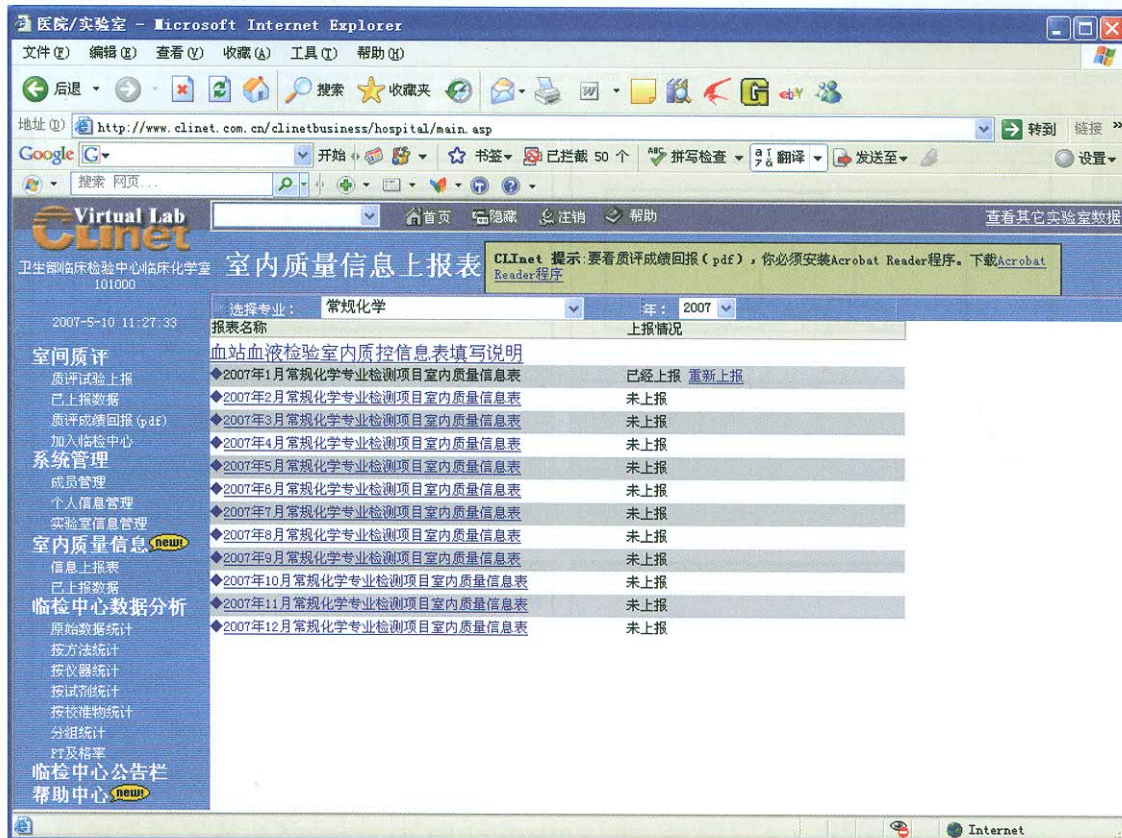 医院/实验室 - Microsoft Internet Explorer
文件(F) 编辑(E) 查看(V) 收藏(A) 工具(T) 帮助(H)
后退 搜索 收藏夹
地址(D) http://www.clinet.com.cn/clinetbusiness/hospital/main.asp 转到 链接 »
Google G 开始 书签 已拦截 50 个 拼写检查 翻译 发送至 设置
搜索 网页...
Virtual Lab 首页 隐藏 注销 帮助 查看其它实验室数据
CLinet
卫生部临床检验中心临床化学室
101000
室内质量信息上报表
CLInet 提示:要看质评成绩回报(pdf),你必须安装Acrobat Reader程序。下载Acrobat
Reader程序
选择专业: 常规化学 年: 2007
2007-5-10 11:27:33
报表名称 上报情况
血站血液检验室内质控信息表填写说明
◆2007年1月常规化学专业检测项目室内质量信息表 已经上报 重新上报
◆2007年2月常规化学专业检测项目室内质量信息表 未上报
◆2007年3月常规化学专业检测项目室内质量信息表 未上报
◆2007年4月常规化学专业检测项目室内质量信息表 未上报
◆2007年5月常规化学专业检测项目室内质量信息表 未上报
◆2007年6月常规化学专业检测项目室内质量信息表 未上报
◆2007年7月常规化学专业检测项目室内质量信息表 未上报
◆2007年8月常规化学专业检测项目室内质量信息表 未上报
◆2007年9月常规化学专业检测项目室内质量信息表 未上报
◆2007年10月常规化学专业检测项目室内质量信息表 未上报
◆2007年11月常规化学专业检测项目室内质量信息表 未上报
◆2007年12月常规化学专业检测项目室内质量信息表 未上报
室间质评
质评试验上报
已上报数据
质评成绩回报(pdf)
加入临检中心
系统管理
成员管理
个人信息管理
实验室信息管理
室内质量信息 new!
信息上报表
已上报数据
临检中心数据分析
原始数据统计
按方法统计
按仪器统计
按试剂统计
按校准物统计
分组统计
PT及格率
临检中心公告栏
帮助中心 new!
Internet